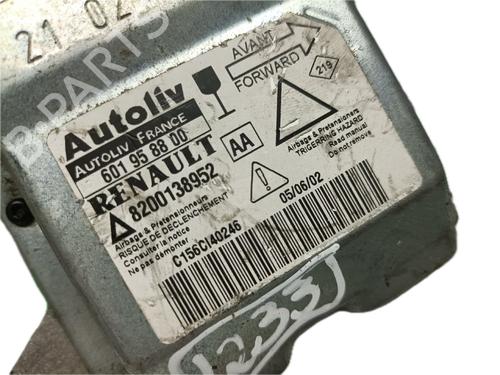 21 02
PARTS
Autoliv
AUTOLIV FRANCE
601 95 88 00
RENAULT
8200138952
AA
Airbags & Pretensionneurs
RISQUE DE DECLENCHEMENT
Consulter la notice
Ne pas démonter
C156CI40246
AVANT
FORWARD
219
Airbags & Pretensioners
TRIGERRING HAZARD
Read manual
Do not remove
05/06/02
1233